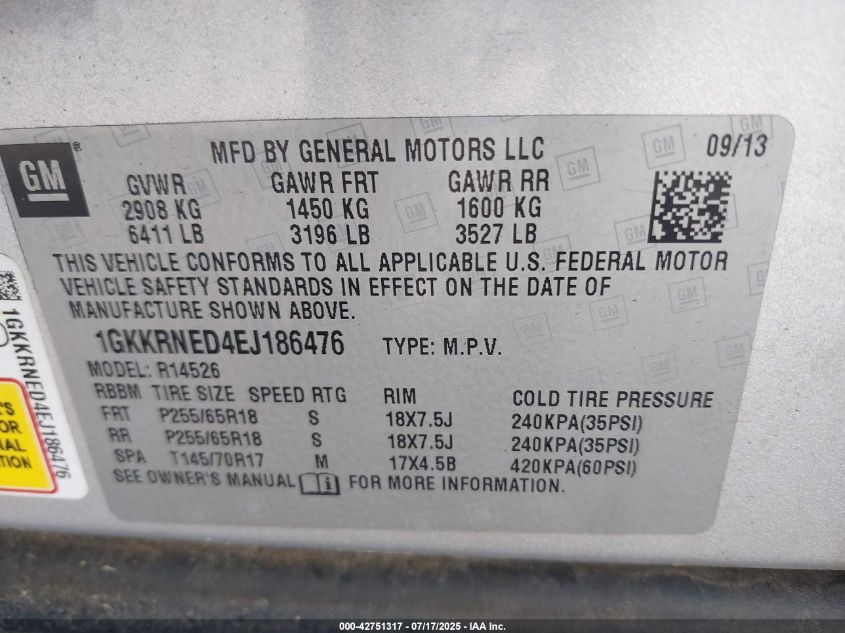 GM
MFD BY GENERAL MOTORS LLC
09/13
GVWR GAWR FRT GAWR RR
2908 KG 1450 KG 1600 KG
6411 LB 3196 LB 3527 LB
THIS VEHICLE CONFORMS TO ALL APPLICABLE U.S. FEDERAL MOTOR
VEHICLE SAFETY STANDARDS IN EFFECT ON THE DATE OF
MANUFACTURE SHOWN ABOVE.
1GKKRNED4EJ186476 TYPE: M.P.V.
MODEL: R14526
RBBM TIRE SIZE SPEED RTG RIM COLD TIRE PRESSURE
FRT P255/65R18 S 18X7.5J 240KPA(35PSI)
RR P255/65R18 S 18X7.5J 240KPA(35PSI)
SPA T145/70R17 M 17X4.5B 420KPA(60PSI)
SEE OWNER'S MANUAL FOR MORE INFORMATION.
1GKKRNED4EJ186476
000-42751317 / 07/17/2025 - IAA Inc.